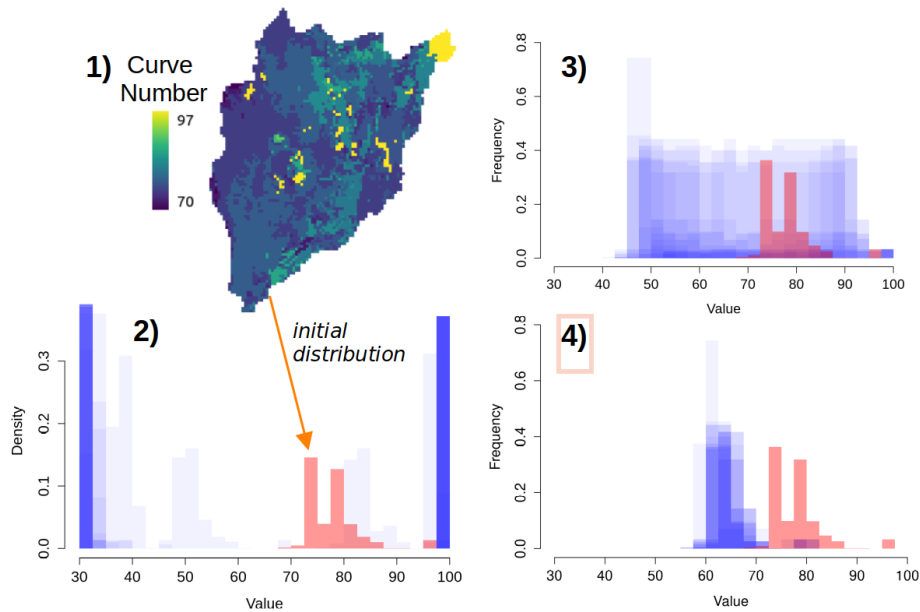 1) Curve
Number
97
70
2)
initial
distribution
Density
0.0 0.1 0.2 0.3
30 40 50 60 70 80 90 100
Value
3)
Frequency
0.0 0.2 0.4 0.6 0.8
30 40 50 60 70 80 90 100
Value
4)
Frequency
0.0 0.2 0.4 0.6 0.8
30 40 50 60 70 80 90 100
Value